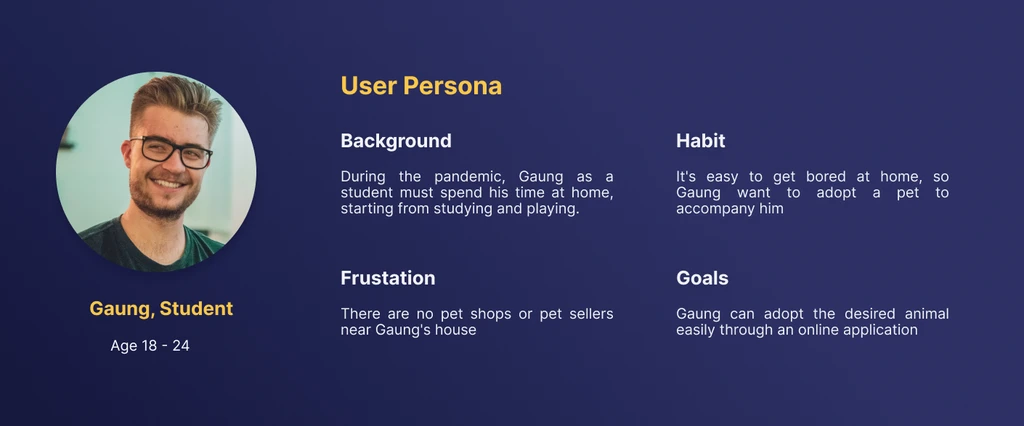 User Persona
Background
During the pandemic, Gaung as a
student must spend his time at home,
starting from studying and playing.
Habit
It's easy to get bored at home, so
Gaung want to adopt a pet to
accompany him
Frustation
There are no pet shops or pet sellers
near Gaung's house
Goals
Gaung can adopt the desired animal
easily through an online application
Gaung, Student
Age 18 - 24